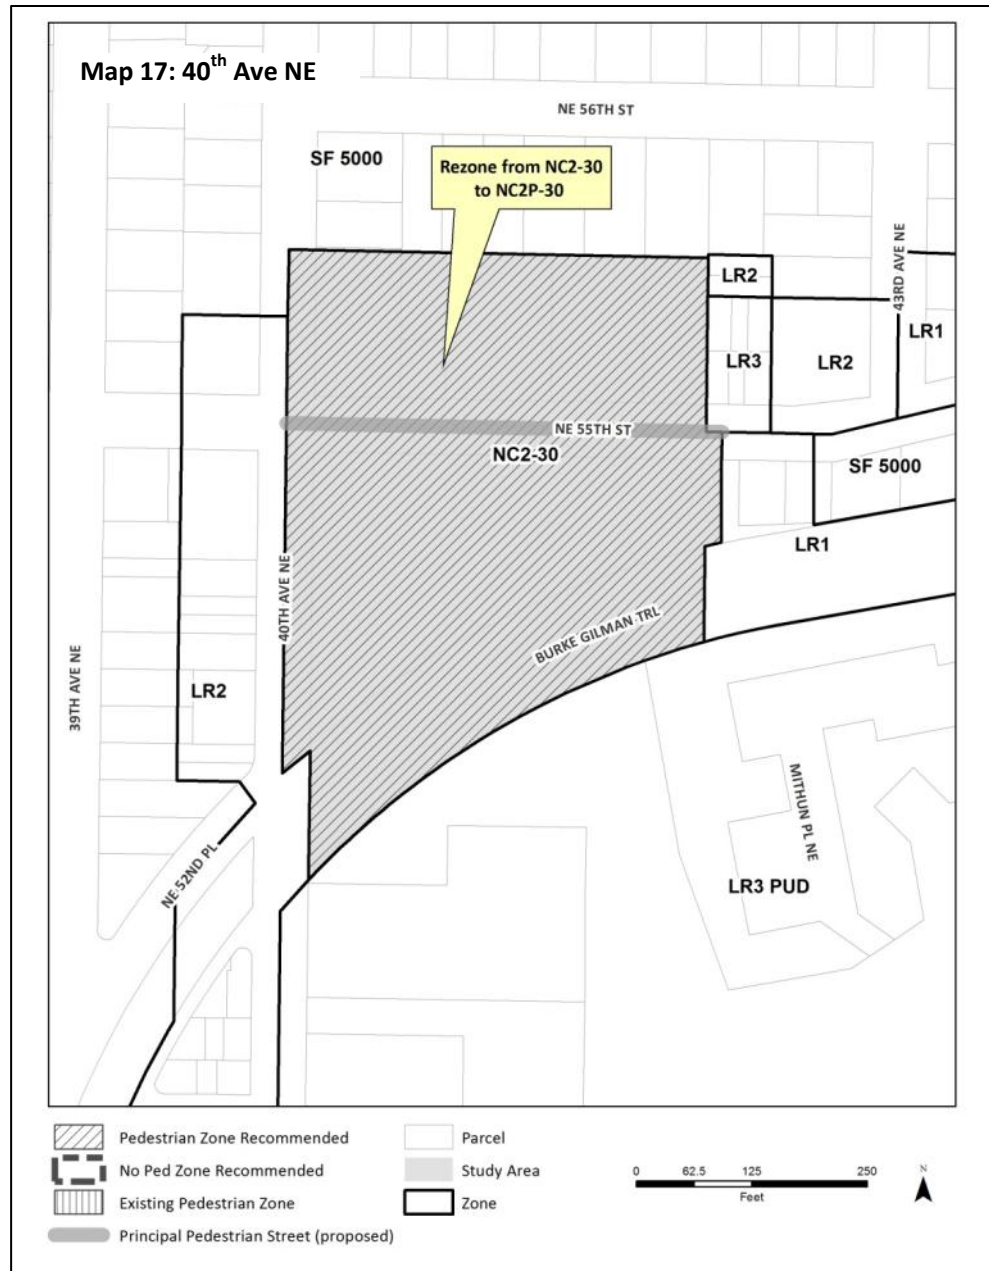 Map 17: 40th Ave NE
NE 56TH ST
SF 5000
Rezone from NC2-30
to NC2P-30
43RD AVE NE
LR2
LR1
LR3
LR2
NE 55TH ST
NC2-30
SF 5000
LR1
40TH AVE NE
BURKE GILMAN TRL
39TH AVE NE
LR2
MITHUN PL NE
NE 52ND PL
LR3 PUD
Pedestrian Zone Recommended
No Ped Zone Recommended
Existing Pedestrian Zone
Principal Pedestrian Street (proposed)
Parcel
Study Area
Zone
0 62.5 125 250
Feet
N